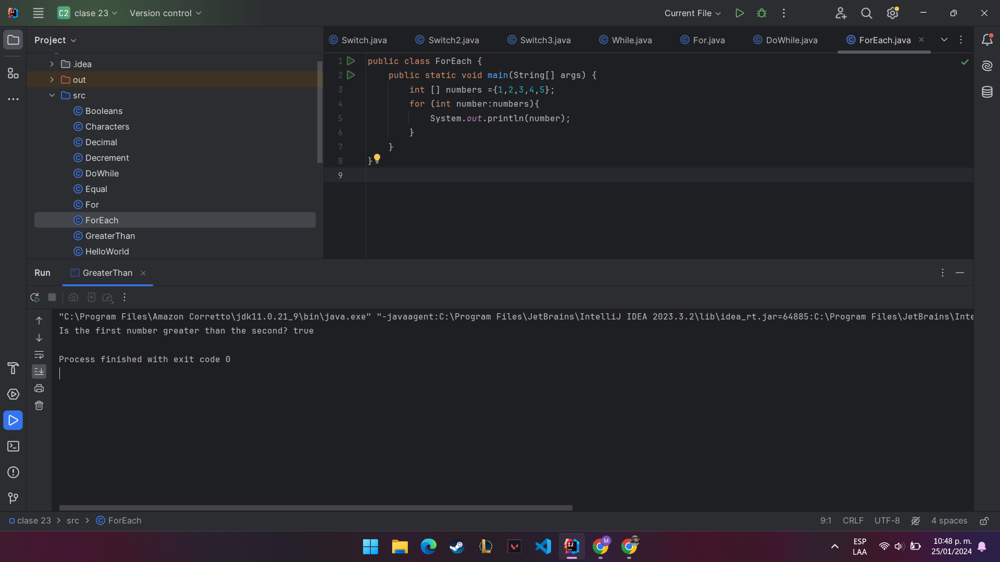 C2 clase 23 Version control Current File
Project
Switch.java Switch2.java Switch3.java While.java For.java DoWhile.java ForEach.java
.idea
out
src
Booleans
Characters
Decimal
Decrement
DoWhile
Equal
For
ForEach
GreaterThan
HelloWorld
1 public class ForEach {
2 public static void main(String[] args) {
3 int [] numbers ={1,2,3,4,5};
4 for (int number:numbers){
5 System.out.println(number);
6 }
7 }
8 }
9
Run GreaterThan
"C:\Program Files\Amazon Corretto\jdk11.0.21_9\bin\java.exe" "-javaagent:C:\Program Files\JetBrains\IntelliJ IDEA 2023.3.2\lib\idea_rt.jar=64885:C:\Program Files\JetBrains\Inte
Is the first number greater than the second? true
Process finished with exit code 0
clase 23 > src > ForEach 9:1 CRLF UTF-8 4 spaces
M
ESP
LAA
10:48 p. m.
25/01/2024